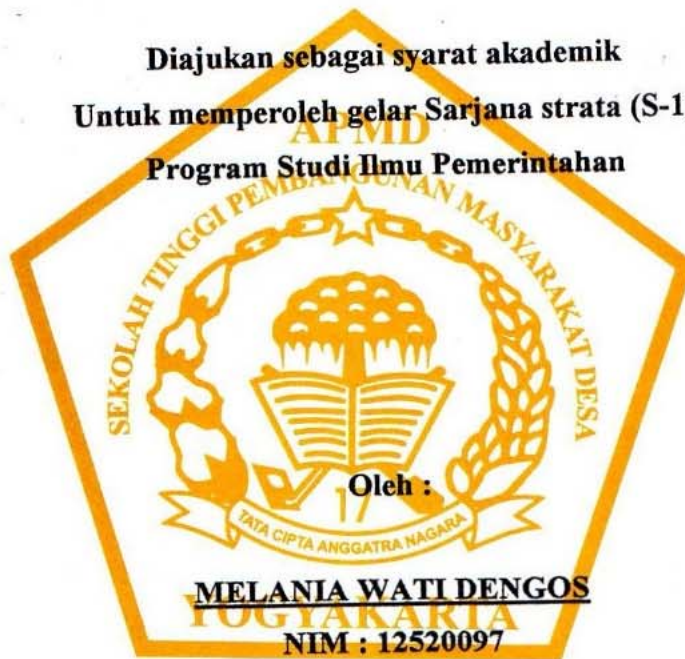 Diajukan sebagai syarat akademik
Untuk memperoleh gelar Sarjana strata (S-1
APMD
Program Studi Ilmu Pemerintahan
SEKOLAH TINGGI PEMBANGUNAN MASYARAKAT DESA
Oleh :
17
TATA CIPTA ANGGATRA NAGARA
MELANIA WATI DENGOS
YOGYAKARTA
NIM : 12520097